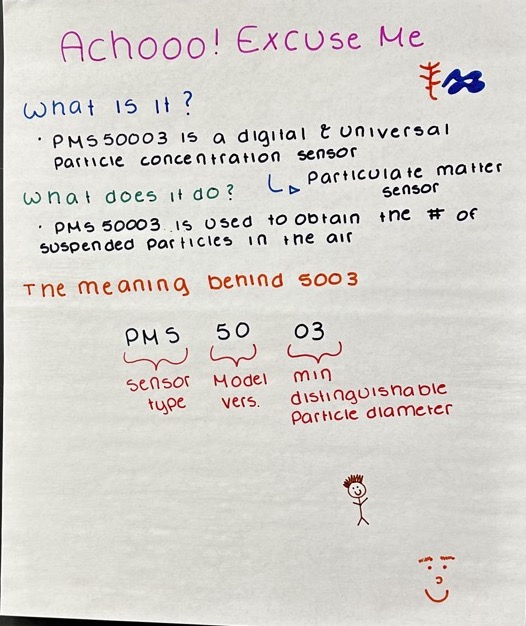 Achooo! Excuse Me
What is it?
· PMS50003 is a digital & universal
particle concentration sensor
Particulate matter
sensor
What does it do?
· PMS 50003 is used to obtain the # of
suspended particles in the air
The meaning behind 5003
PMS 50 03
sensor
type
Model
vers.
min
distinguishable
particle diameter